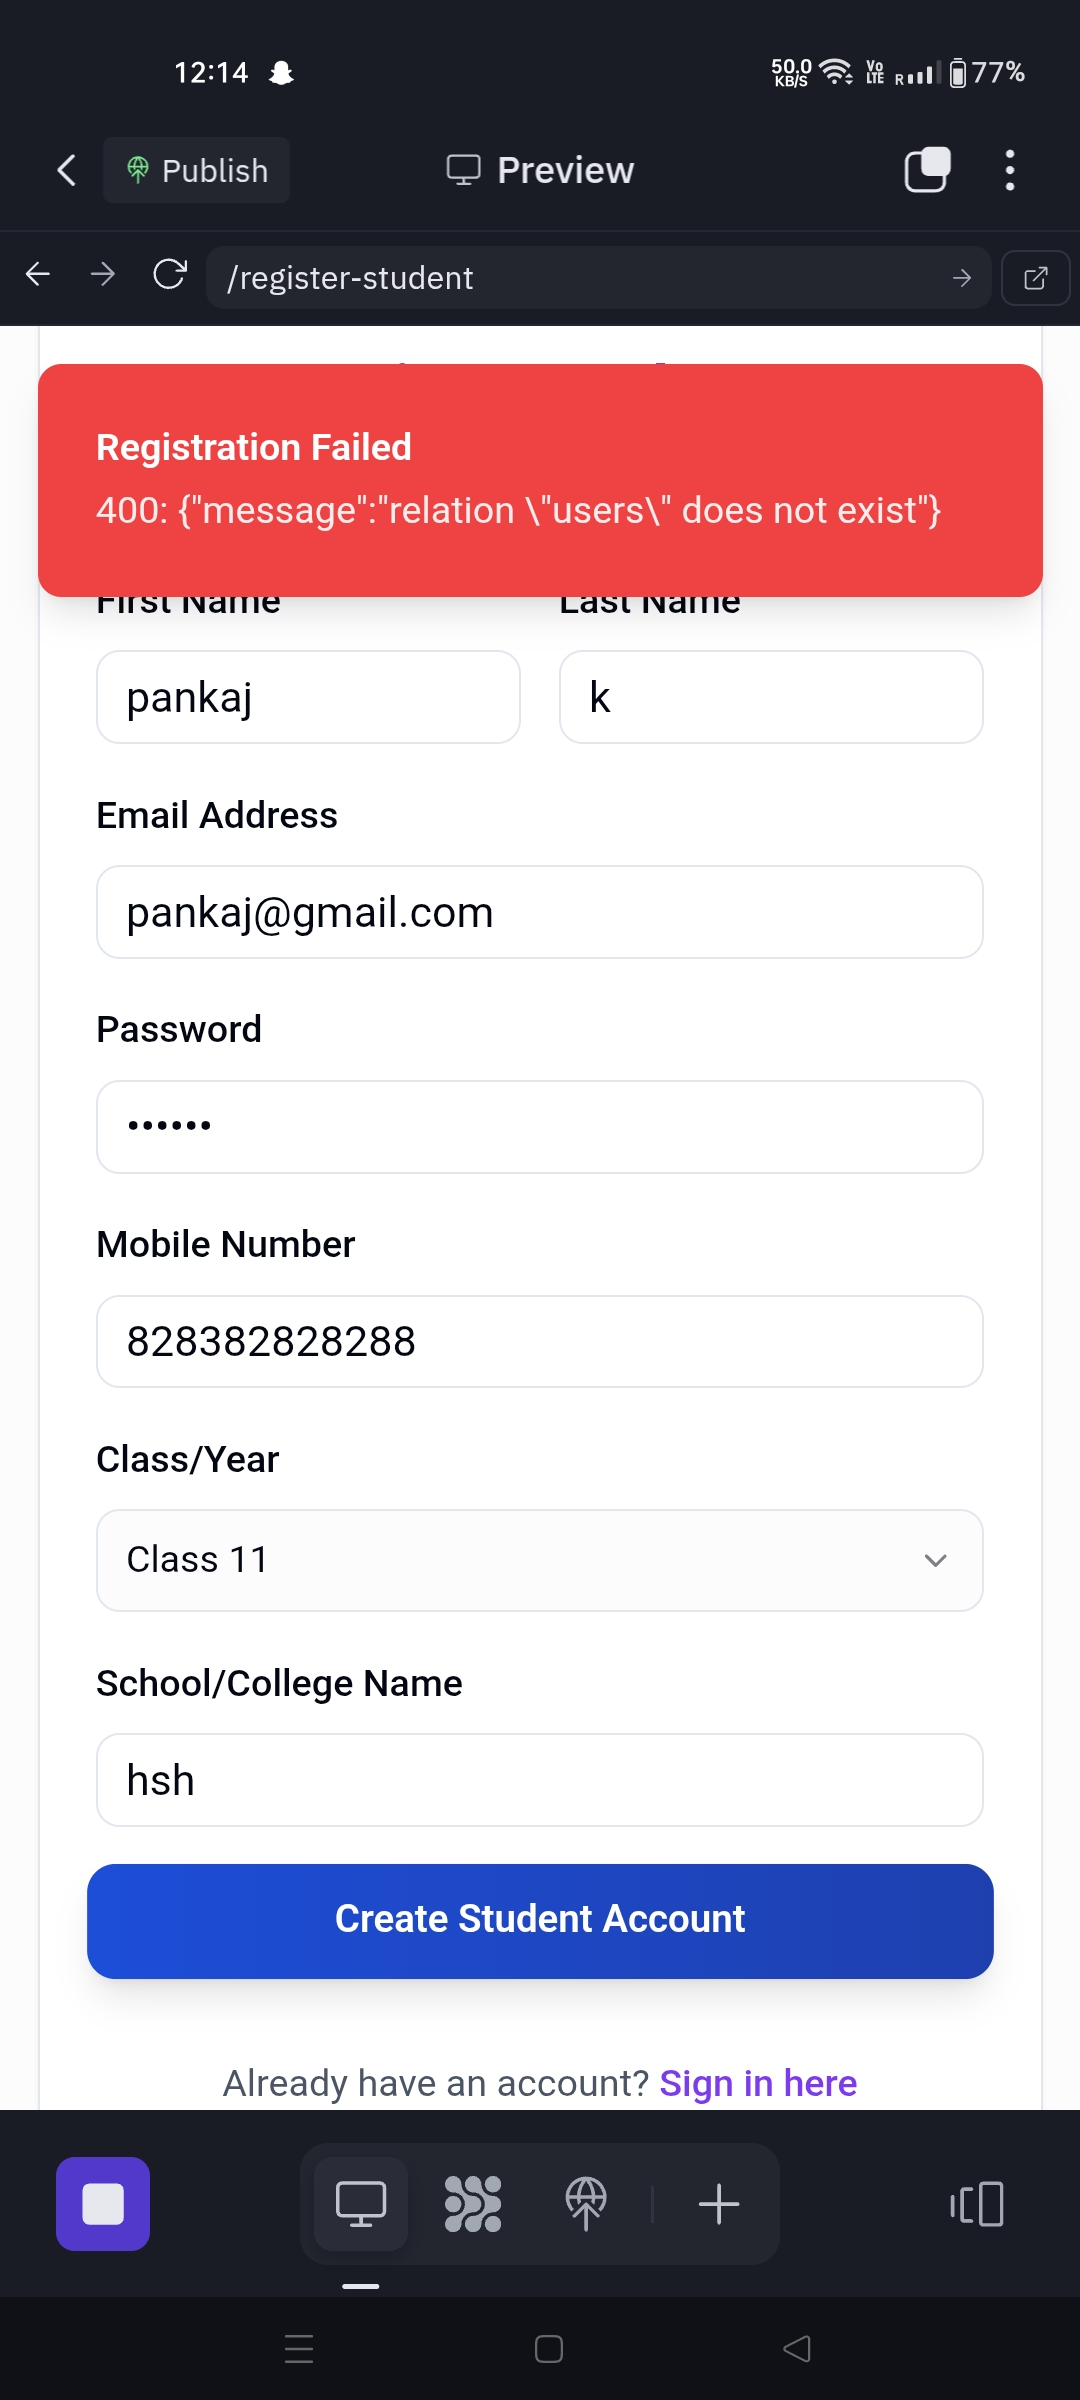 12:14 50.0 KB/S Vo LTE R 77%
Publish Preview
/register-student
Registration Failed
400: {"message":"relation \"users\" does not exist"}
First Name Last Name
pankaj k
Email Address
pankaj@gmail.com
Password
••••••
Mobile Number
828382828288
Class/Year
Class 11
School/College Name
hsh
Create Student Account
Already have an account? Sign in here